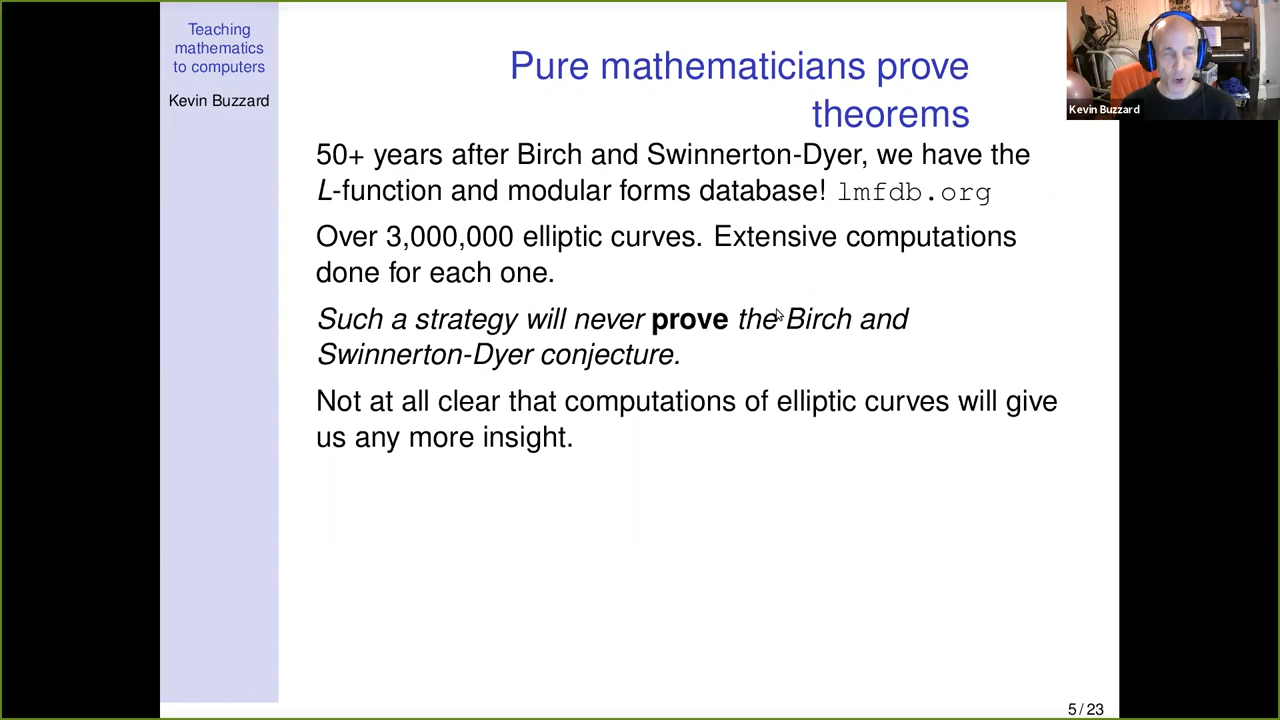 Teaching
mathematics
to computers
Kevin Buzzard
Pure mathematicians prove
theorems
50+ years after Birch and Swinnerton-Dyer, we have the
L-function and modular forms database! lmfdb.org
Over 3,000,000 elliptic curves. Extensive computations
done for each one.
Such a strategy will never prove the Birch and
Swinnerton-Dyer conjecture.
Not at all clear that computations of elliptic curves will give
us any more insight.
Kevin Buzzard
5 / 23